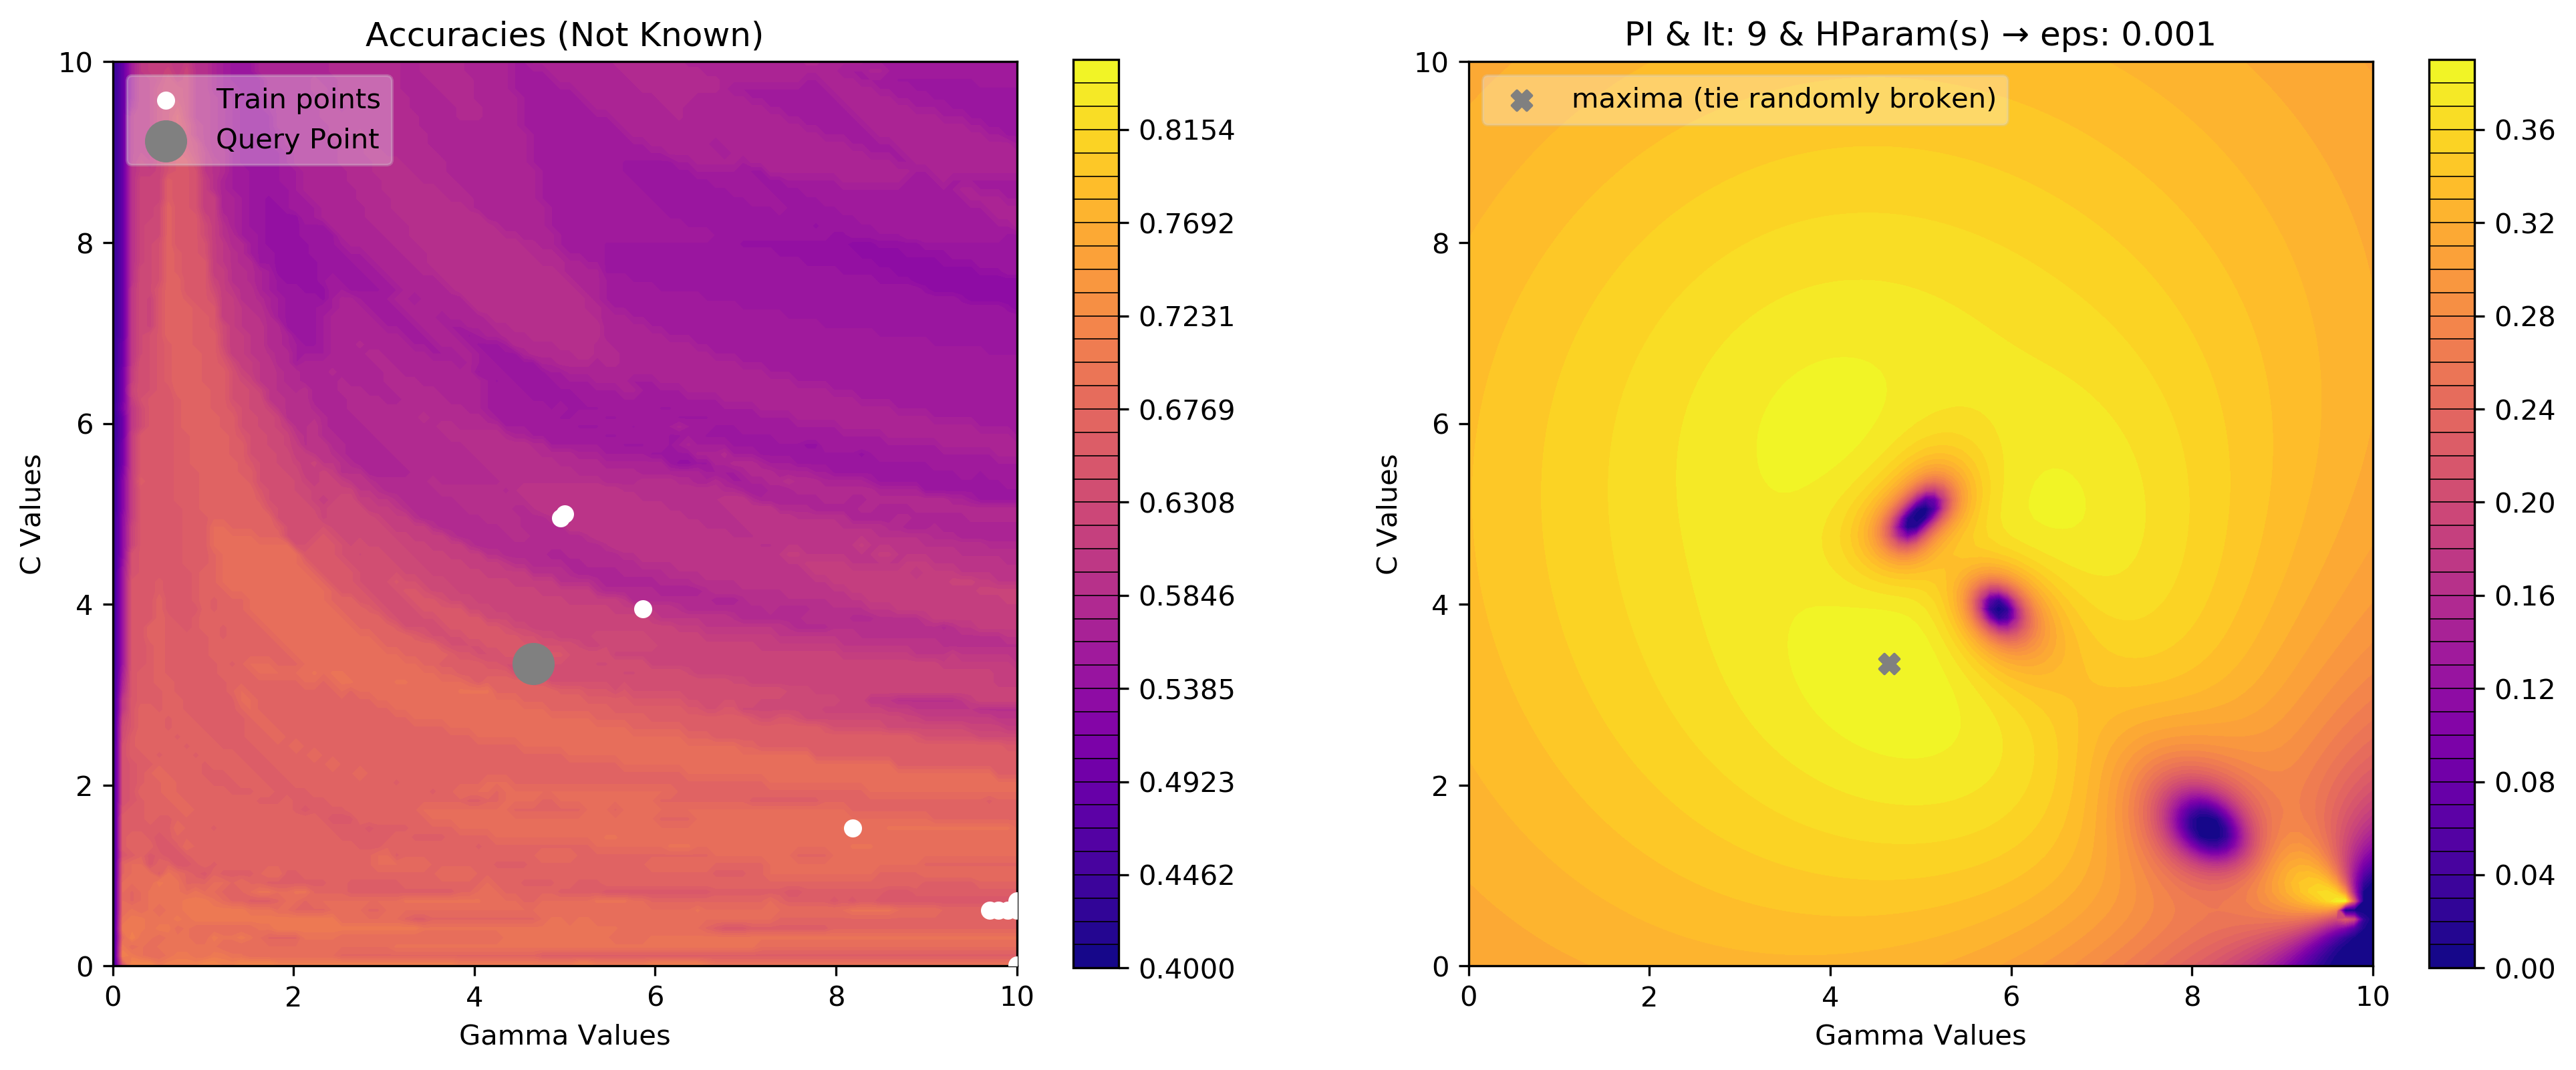 Accuracies (Not Known)
Train points
Query Point
10
8
6
4
2
0
C Values
0 2 4 6 8 10
Gamma Values
0.8154
0.7692
0.7231
0.6769
0.6308
0.5846
0.5385
0.4923
0.4462
0.4000
PI & It: 9 & HParam(s) → eps: 0.001
maxima (tie randomly broken)
10
8
6
4
2
0
C Values
0 2 4 6 8 10
Gamma Values
0.36
0.32
0.28
0.24
0.20
0.16
0.12
0.08
0.04
0.00